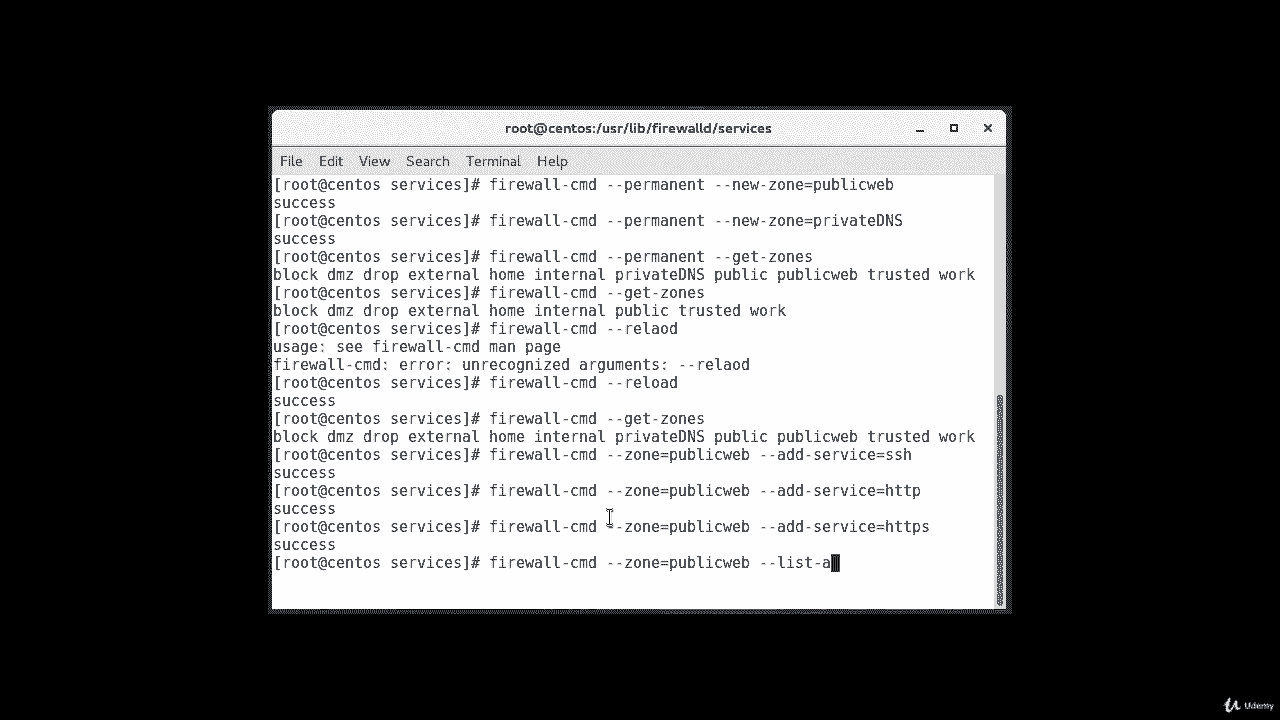 root@centos:/usr/lib/firewalld/services
File Edit View Search Terminal Help
[root@centos services]# firewall-cmd --permanent --new-zone=publicweb
success
[root@centos services]# firewall-cmd --permanent --new-zone=privateDNS
success
[root@centos services]# firewall-cmd --permanent --get-zones
block dmz drop external home internal privateDNS public publicweb trusted work
[root@centos services]# firewall-cmd --get-zones
block dmz drop external home internal public trusted work
[root@centos services]# firewall-cmd --relaod
usage: see firewall-cmd man page
firewall-cmd: error: unrecognized arguments: --relaod
[root@centos services]# firewall-cmd --reload
success
[root@centos services]# firewall-cmd --get-zones
block dmz drop external home internal privateDNS public publicweb trusted work
[root@centos services]# firewall-cmd --zone=publicweb --add-service=ssh
success
[root@centos services]# firewall-cmd --zone=publicweb --add-service=http
success
[root@centos services]# firewall-cmd --zone=publicweb --add-service=https
success
[root@centos services]# firewall-cmd --zone=publicweb --list-a
Udemy